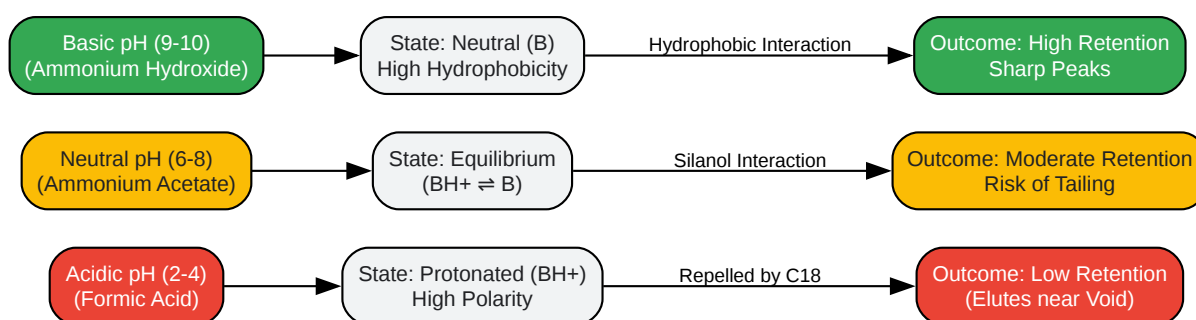 Basic pH (9-10)
(Ammonium Hydroxide)
State: Neutral (B)
High Hydrophobicity
Hydrophobic Interaction
Outcome: High Retention
Sharp Peaks
Neutral pH (6-8)
(Ammonium Acetate)
State: Equilibrium
(BH+ ⇌ B)
Silanol Interaction
Outcome: Moderate Retention
Risk of Tailing
Acidic pH (2-4)
(Formic Acid)
State: Protonated (BH+)
High Polarity
Repelled by C18
Outcome: Low Retention
(Elutes near Void)